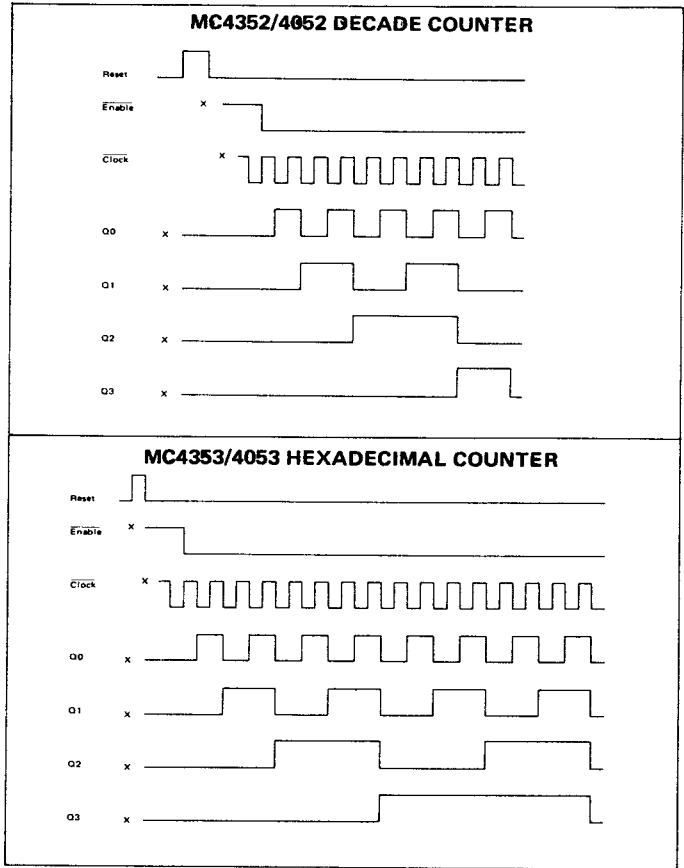 MC4352/4052 DECADE COUNTER
Reset
Enable
x
Clock
x
Q0
x
Q1
x
Q2
x
Q3
x
MC4353/4053 HEXADECIMAL COUNTER
Reset
Enable
x
Clock
x
Q0
x
Q1
x
Q2
x
Q3
x